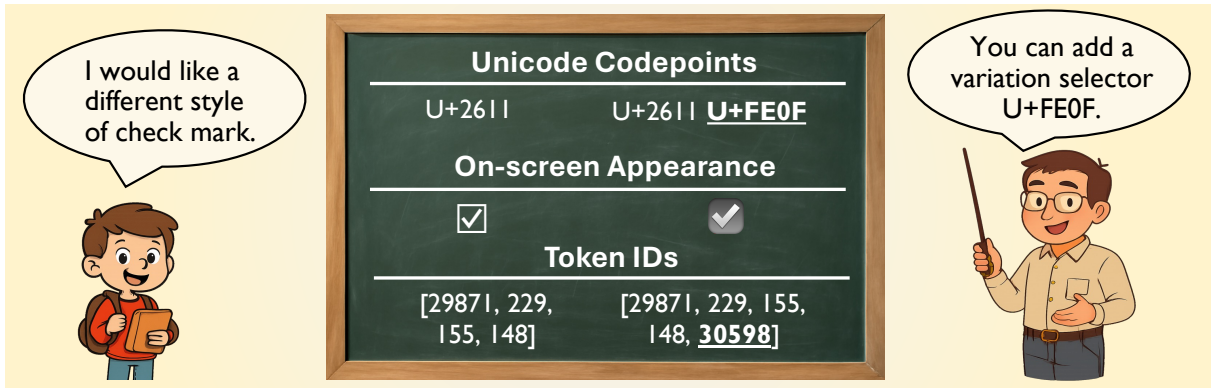 I would like a
different style
of check mark.
Unicode Codepoints
U+2611 U+2611 U+FE0F
On-screen Appearance
☑ ☑️
Token IDs
[29871, 229,
155, 148]
[29871, 229, 155,
148, 30598]
You can add a
variation selector
U+FE0F.